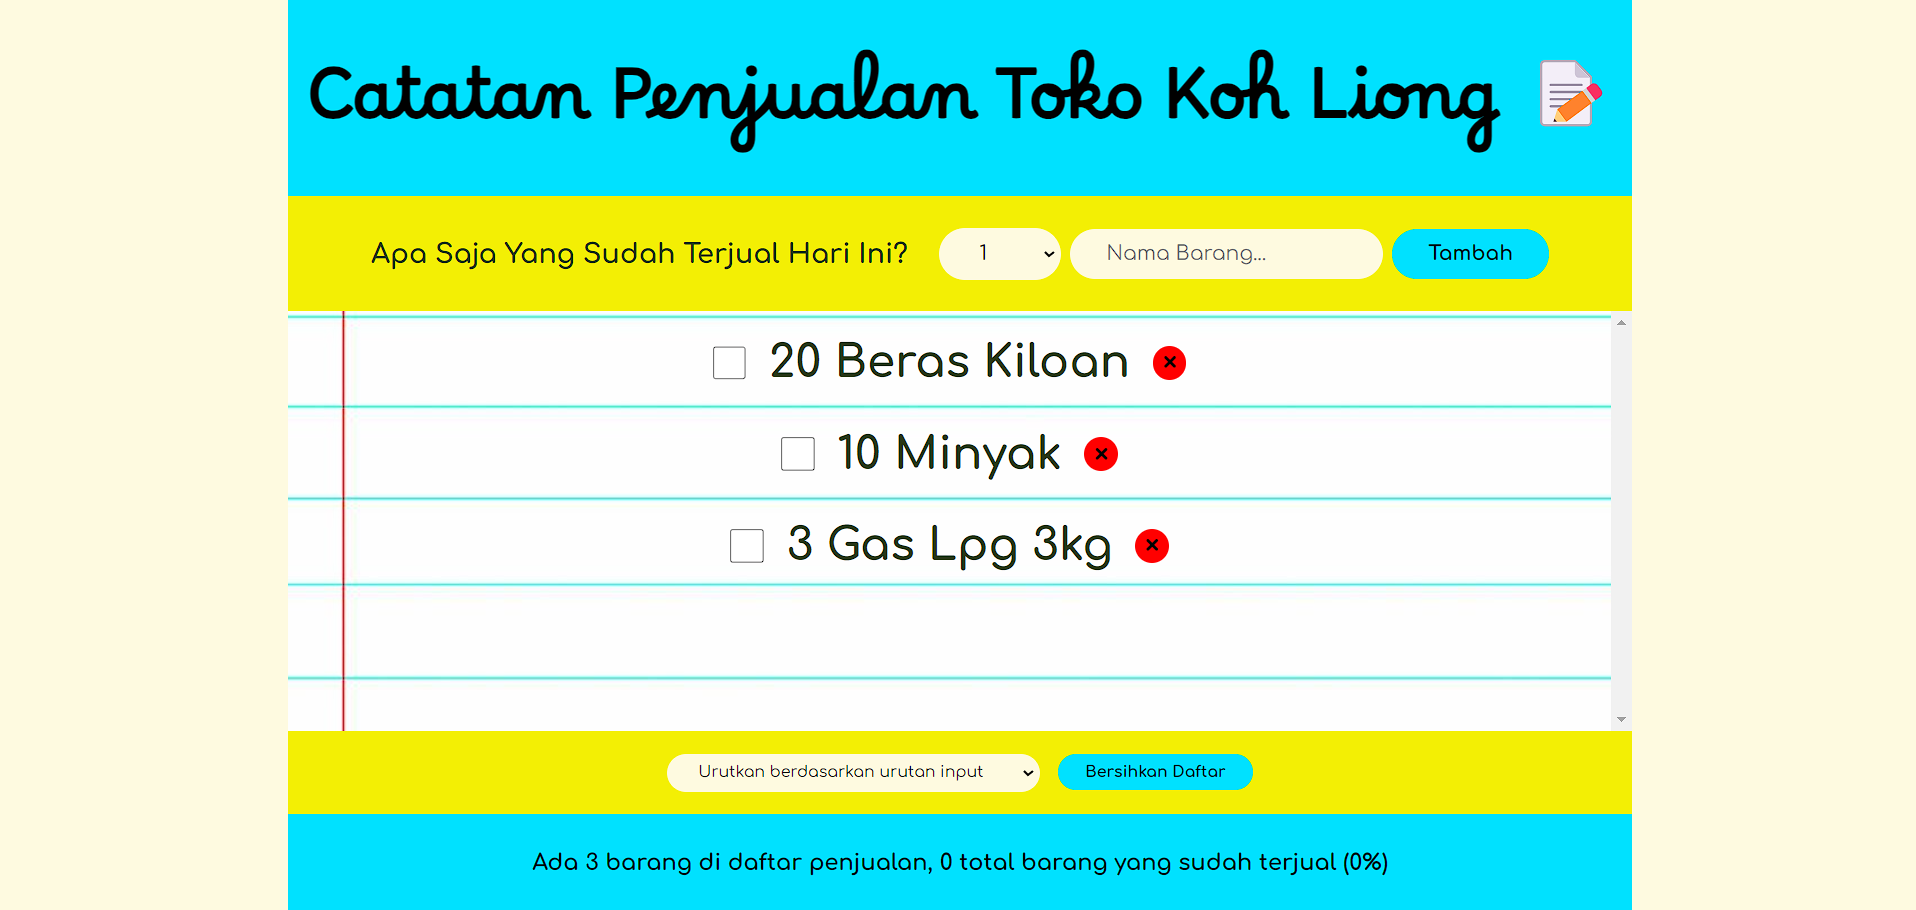 Catatan Penjualan Toko Koh Liong
Apa Saja Yang Sudah Terjual Hari Ini? 1 Nama Barang... Tambah
20 Beras Kiloan
10 Minyak
3 Gas Lpg 3kg
Urutkan berdasarkan urutan input Bersihkan Daftar
Ada 3 barang di daftar penjualan, 0 total barang yang sudah terjual (0%)